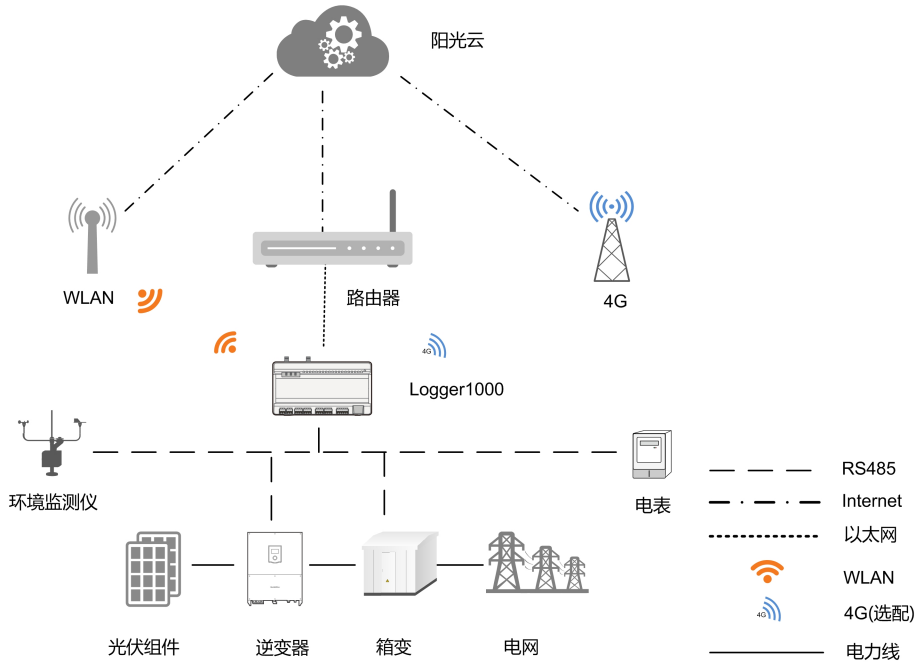 阳光云
WLAN
路由器
4G
4G
Logger1000
环境监测仪
电表
RS485
Internet
以太网
WLAN
4G
4G(选配)
光伏组件
逆变器
箱变
电网
电力线